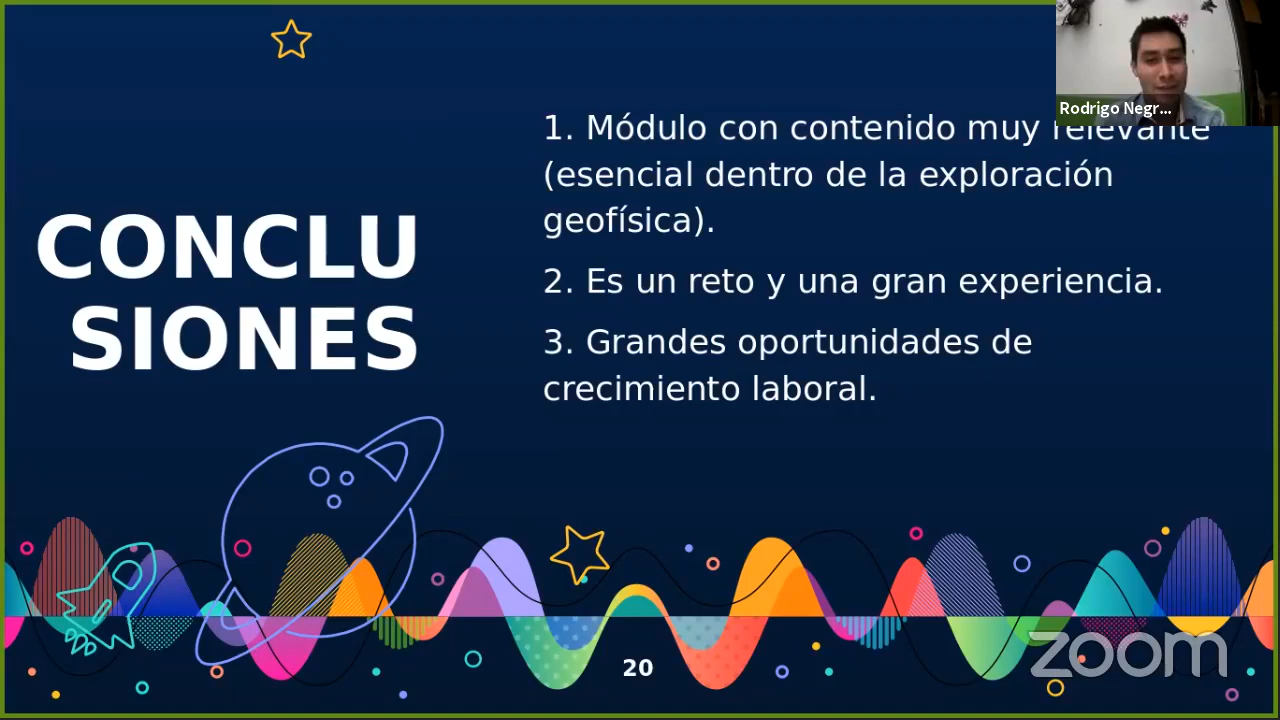 CONCLU
SIONES
1. Módulo con contenido muy relevante
(esencial dentro de la exploración
geofísica).
2. Es un reto y una gran experiencia.
3. Grandes oportunidades de
crecimiento laboral.
Rodrigo Negr...
20
zoom